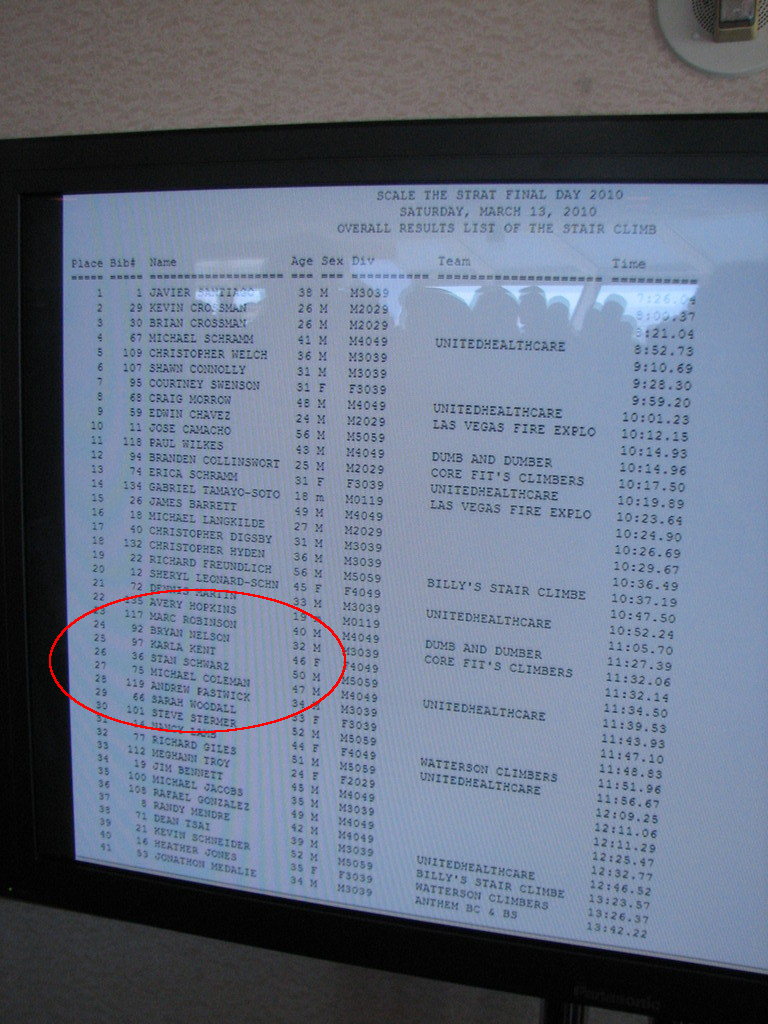 SCALE THE STRAT FINAL DAY 2010
SATURDAY, MARCH 13, 2010
OVERALL RESULTS LIST OF THE STAIR CLIMB
Place Bib# Name Age Sex Div Team Time
1 1 JAVIER SANTIAGO 38 M M3039
2 29 KEVIN CROSSMAN 26 M M2029 8:00.37
3 30 BRIAN CROSSMAN 26 M M2029 8:21.04
4 67 MICHAEL SCHRAMM 41 M M4049 UNITEDHEALTHCARE 8:52.73
5 109 CHRISTOPHER WELCH 36 M M3039 9:10.69
6 107 SHAWN CONNOLLY 31 M M3039 9:28.30
7 95 COURTNEY SWENSON 31 F F3039 9:59.20
8 68 CRAIG MORROW 48 M M4049 UNITEDHEALTHCARE 10:01.23
9 59 EDWIN CHAVEZ 24 M M2029 LAS VEGAS FIRE EXPLO 10:12.15
10 11 JOSE CAMACHO 56 M M5059 10:14.93
11 118 PAUL WILKES 43 M M4049 DUMB AND DUMBER 10:14.96
12 94 BRANDEN COLLINSWORT 25 M M2029 CORE FIT'S CLIMBERS 10:17.50
13 74 ERICA SCHRAMM 31 F F3039 UNITEDHEALTHCARE 10:19.89
14 134 GABRIEL TAMAYO-SOTO 18 m M0119 LAS VEGAS FIRE EXPLO 10:23.64
15 26 JAMES BARRETT 49 M M4049 10:24.90
16 18 MICHAEL LANGKILDE 27 M M2029 10:26.69
17 40 CHRISTOPHER DIGSBY 31 M M3039 10:29.67
18 132 CHRISTOPHER HYDEN 36 M M3039 10:36.49
19 22 RICHARD FREUNDLICH 56 M M5059 BILLY'S STAIR CLIMBE 10:37.19
20 12 SHERYL LEONARD-SCHN 45 F F4049 10:47.50
21 72 DENNIS MARTIN 33 M M3039 UNITEDHEALTHCARE 10:52.24
22 135 AVERY HOPKINS 19 m M0119 11:05.70
23 117 MARC ROBINSON 40 M M4049 DUMB AND DUMBER 11:27.39
24 92 BRYAN NELSON 32 M M3039 CORE FIT'S CLIMBERS 11:32.06
25 97 KARLA KENT 46 F F4049 11:32.14
26 36 STAN SCHWARZ 50 M M5059 11:34.50
27 75 MICHAEL COLEMAN 47 M M4049 UNITEDHEALTHCARE 11:39.53
28 119 ANDREW PASTWICK 34 M M3039 11:43.93
29 66 SARAH WOODALL 33 F F3039 11:47.10
30 101 STEVE STERMER 52 M M5059 WATTERSON CLIMBERS 11:48.83
31 14 NANCY LAMS 44 F F4049 UNITEDHEALTHCARE 11:51.96
32 77 RICHARD GILES 51 M M5059 11:56.67
33 112 MEGHANN TROY 24 F F2029 12:09.25
34 19 JIM BENNETT 45 M M4049 12:11.06
35 100 MICHAEL JACOBS 35 M M3039 12:11.29
36 108 RAFAEL GONZALEZ 49 M M4049 12:25.47
37 8 RANDY MENDRE 42 M M4049 UNITEDHEALTHCARE 12:32.77
38 71 DEAN TSAI 39 M M3039 BILLY'S STAIR CLIMBE 12:46.52
39 21 KEVIN SCHNEIDER 52 M M5059 WATTERSON CLIMBERS 13:23.57
40 16 HEATHER JONES 35 F F3039 ANTHEM BC & BS 13:26.37
41 53 JONATHON MEDALIE 34 M M3039 13:42.22
Panasonic